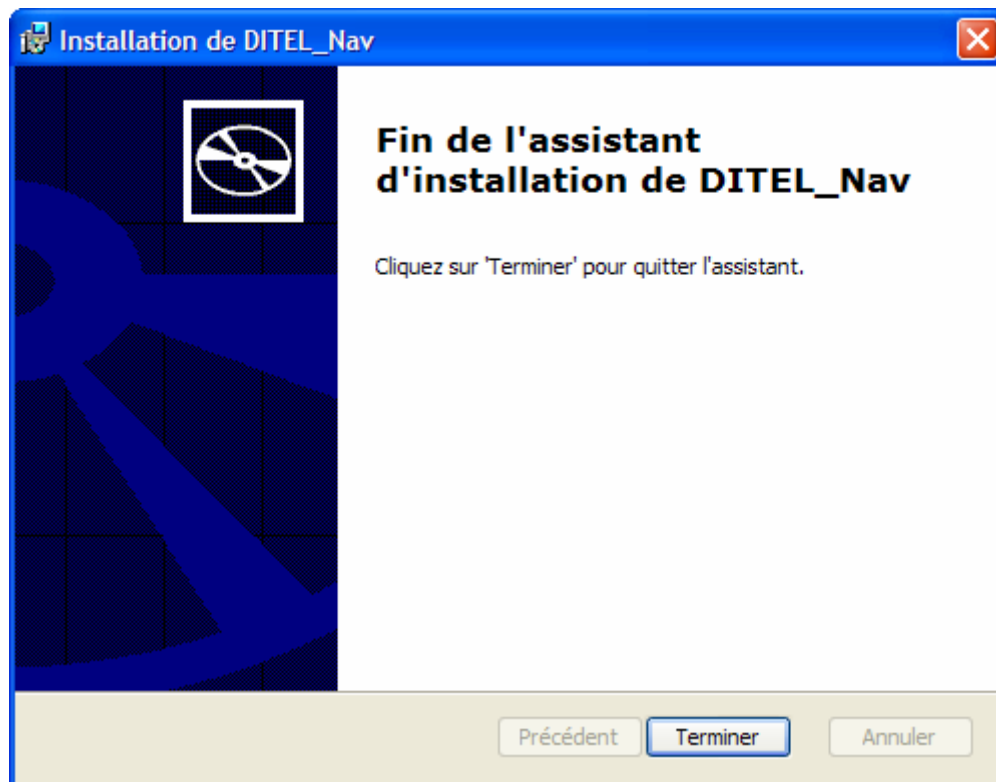 Installation de DITEL_Nav
Fin de l'assistant
d'installation de DITEL_Nav
Cliquez sur 'Terminer' pour quitter l'assistant.
Précédent
Terminer
Annuler